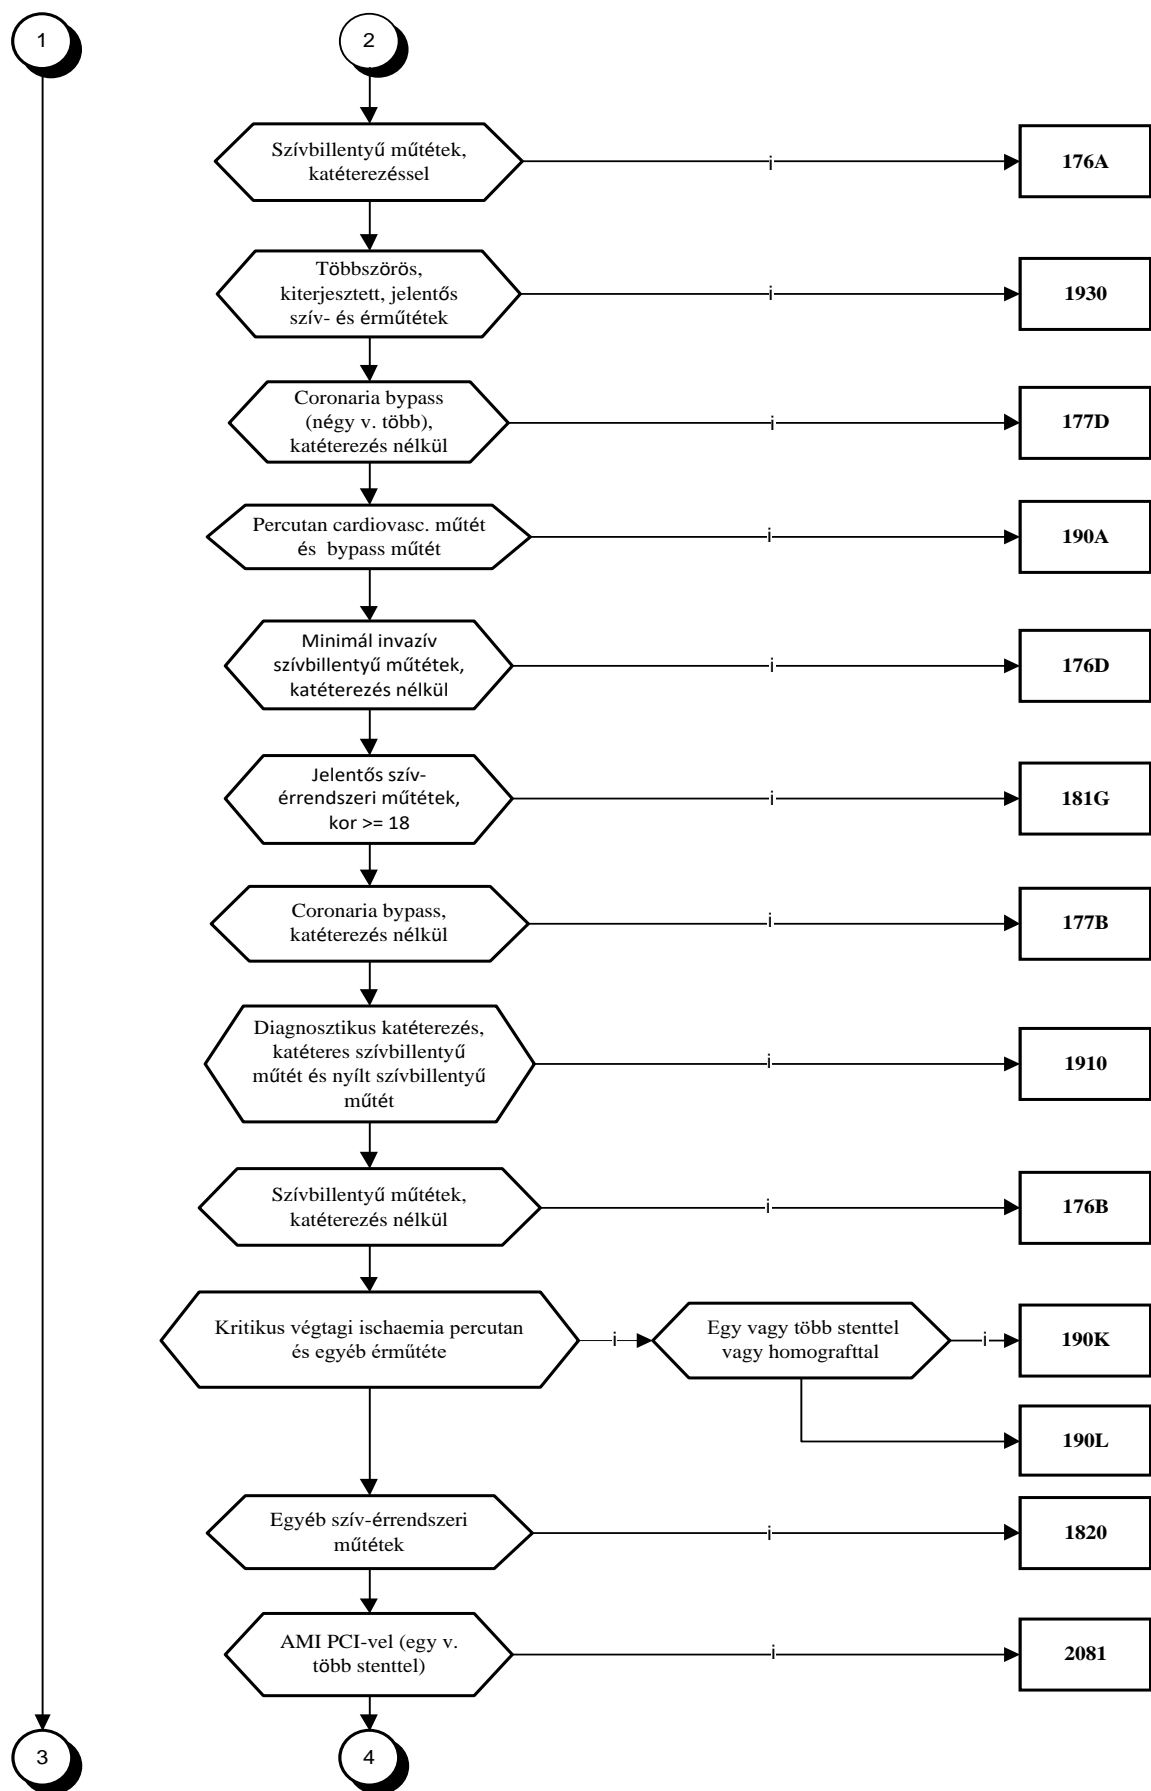 1
2
Szívbillentyű műtétek,
katéterezéssel
i
176A
Többszörös,
kiterjesztett, jelentős
szív- és érműtétek
i
1930
Coronaria bypass
(négy v. több),
katéterezés nélkül
i
177D
Percutan cardiovasc. műtét
és bypass műtét
i
190A
Minimál invazív
szívbillentyű műtétek,
katéterezés nélkül
i
176D
Jelentős szív-
érrendszeri műtétek,
kor >= 18
i
181G
Coronaria bypass,
katéterezés nélkül
i
177B
Diagnosztikus katéterezés,
katéteres szívbillentyű
műtét és nyílt szívbillentyű
műtét
i
1910
Szívbillentyű műtétek,
katéterezés nélkül
i
176B
Kritikus végtagi ischaemia percutan
és egyéb érműtéte
i
Egy vagy több stenttel
vagy homografttal
i
190K
190L
Egyéb szív-érrendszeri
műtétek
i
1820
AMI PCI-vel (egy v.
több stenttel)
i
2081
3
4